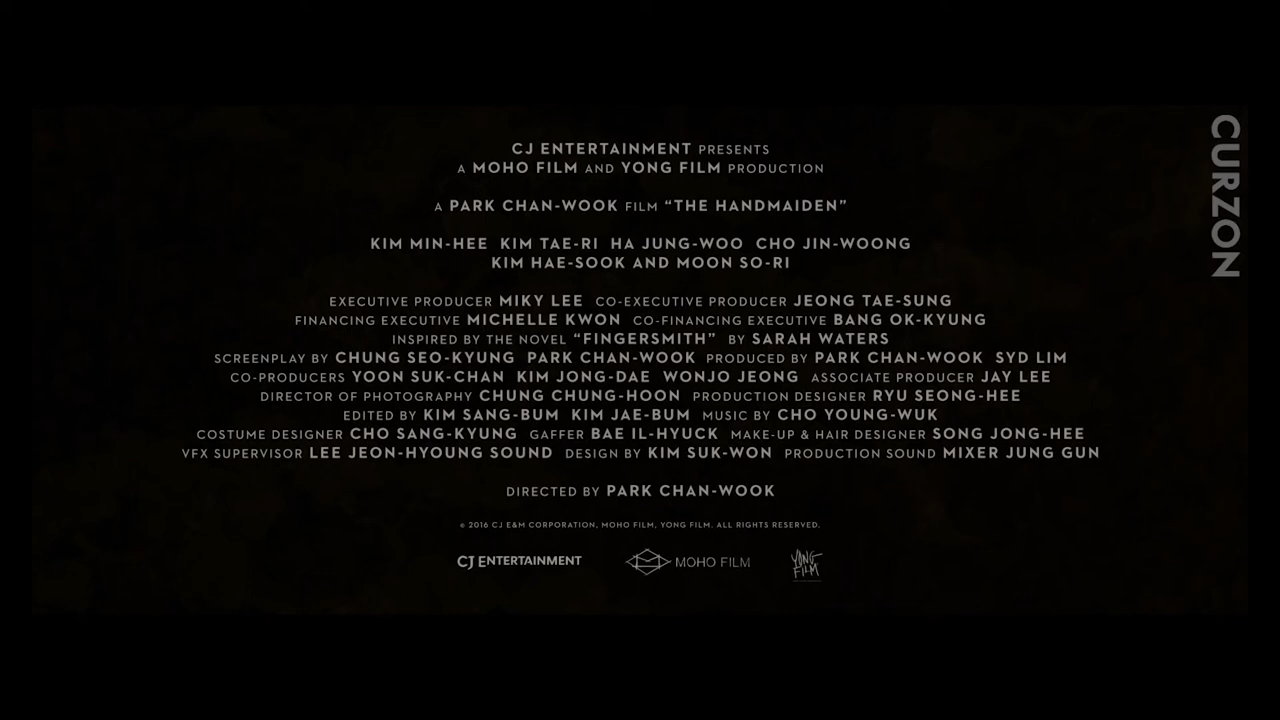 CJ ENTERTAINMENT PRESENTS
A MOHO FILM AND YONG FILM PRODUCTION
A PARK CHAN-WOOK FILM “THE HANDMAIDEN”
KIM MIN-HEE KIM TAE-RI HA JUNG-WOO CHO JIN-WOONG
KIM HAE-SOOK AND MOON SO-RI
EXECUTIVE PRODUCER MIKY LEE CO-EXECUTIVE PRODUCER JEONG TAE-SUNG
FINANCING EXECUTIVE MICHELLE KWON CO-FINANCING EXECUTIVE BANG OK-KYUNG
INSPIRED BY THE NOVEL “FINGERSMITH” BY SARAH WATERS
SCREENPLAY BY CHUNG SEO-KYUNG PARK CHAN-WOOK PRODUCED BY PARK CHAN-WOOK SYD LIM
CO-PRODUCERS YOON SUK-CHAN KIM JONG-DAE WONJO JEONG ASSOCIATE PRODUCER JAY LEE
DIRECTOR OF PHOTOGRAPHY CHUNG CHUNG-HOON PRODUCTION DESIGNER RYU SEONG-HEE
EDITED BY KIM SANG-BUM KIM JAE-BUM MUSIC BY CHO YOUNG-WUK
COSTUME DESIGNER CHO SANG-KYUNG GAFFER BAE IL-HYUCK MAKE-UP & HAIR DESIGNER SONG JONG-HEE
VFX SUPERVISOR LEE JEON-HYOUNG SOUND DESIGN BY KIM SUK-WON PRODUCTION SOUND MIXER JUNG GUN
DIRECTED BY PARK CHAN-WOOK
© 2016 CJ E&M CORPORATION, MOHO FILM, YONG FILM. ALL RIGHTS RESERVED.
CJ ENTERTAINMENT MOHO FILM YONG FILM
CURZON